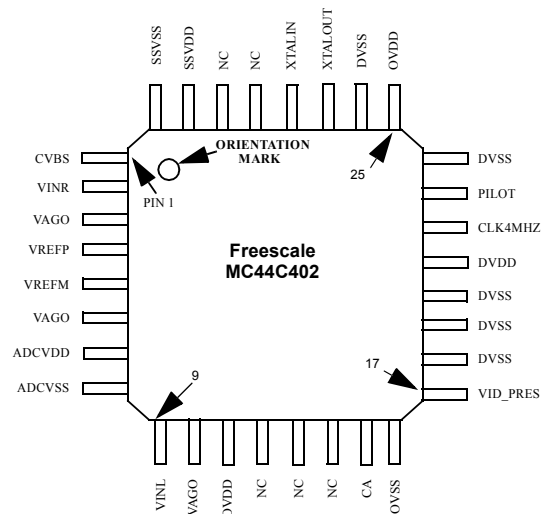 SSVSS
SSVDD
NC
NC
XTALIN
XTALOUT
DVSS
OVDD
ORIENTATION
MARK
25
PIN 1
CVBS
VINR
VAGO
VREFP
VREFM
VAGO
ADCVDD
ADCVSS
Freescale
MC44C402
DVSS
PILOT
CLK4MHZ
DVDD
DVSS
DVSS
DVSS
VID_PRES
9
17
VINL
VAGO
OVDD
NC
NC
NC
CA
OVSS